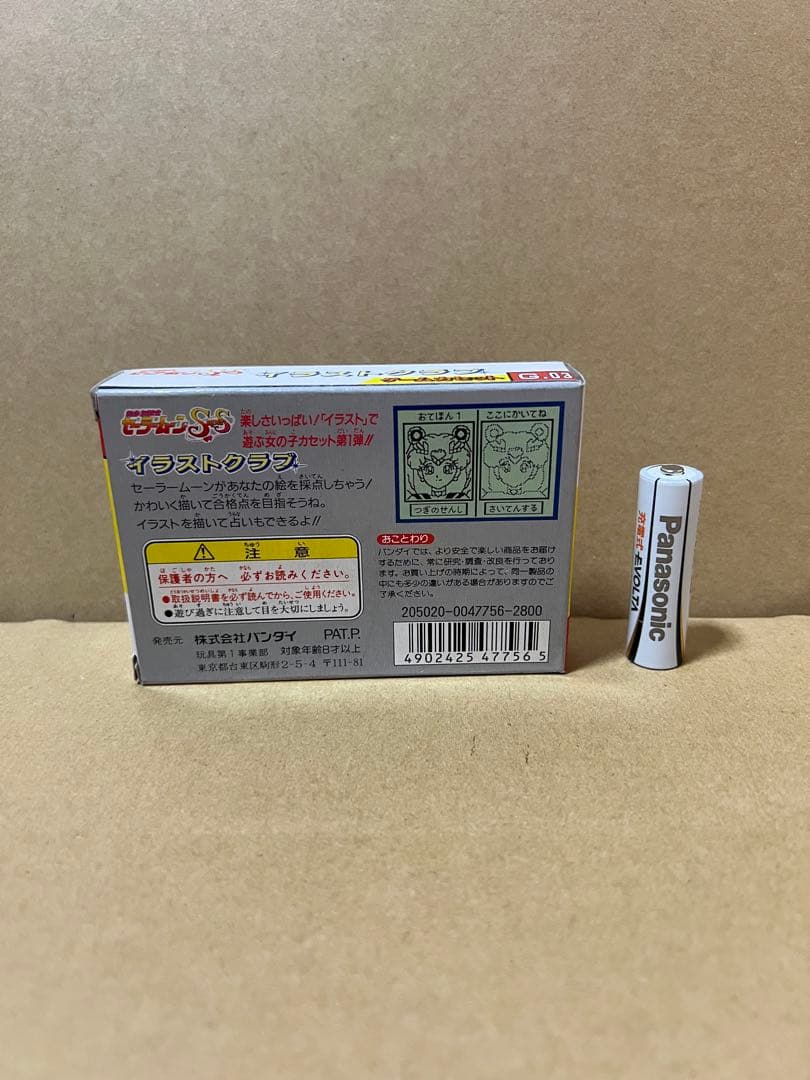 G.03
セーラームーンSuperS
楽しさいっぱい!「イラスト」で
遊ぶ女の子カセット第1弾!!
イラストクラブ
セーラームーンがあなたの絵を採点しちゃう!
かわいく描いて合格点を目指そうね。
イラストを描いて占いもできるよ!!
⚠ 注意
保護者の方へ 必ずお読みください。
●取扱説明書を必ず読んでから、ご使用ください。
●遊び過ぎに注意して目を大切にしましょう。
発売元 株式会社バンダイ PAT.P.
玩具第1事業部 対象年齢8才以上
東京都台東区駒形2-5-4 〒111-81
おてほん1
ここにかいてね
つぎのせんし
さいてんする
おことわり
バンダイでは、より安全で楽しい商品をお届け
するために、常に研究・調査・改良を行っており
ます。お買い上げの時期によって、同一製品の
中にも多少の違いがある場合がありますのでご
了承ください。
205020-0047756-2800
4902425 477565
Panasonic
充電式 EVOLTA